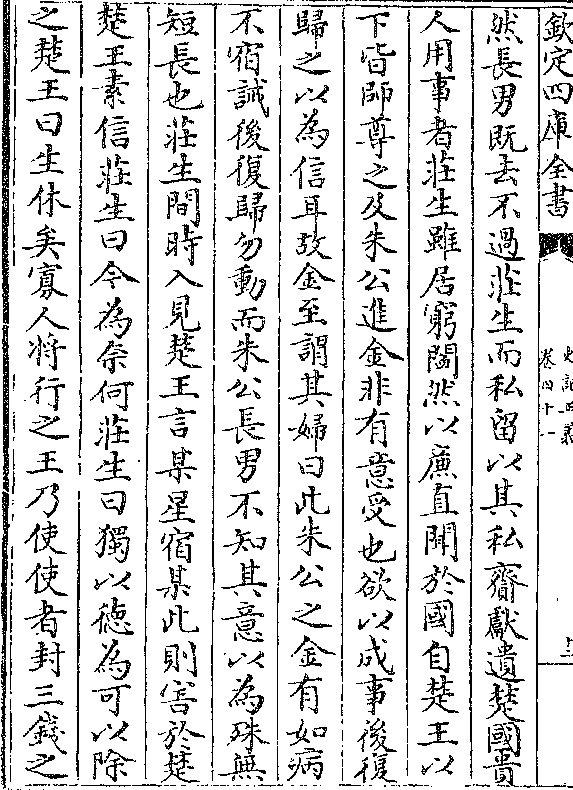 欽定四庫全書
史記正義
卷四十一
然長男既去不過莊生而私留以其私齎獻遺楚國貴
人用事者莊生雖居窮閻然以廉直聞於國自楚王以
下皆師尊之及朱公進金非有意受也欲以成事後復
歸之以為信耳故金至謂其婦曰此朱公之金有如病
不宿誡後復歸勿動而朱公長男不知其意以為殊無
短長也莊生間時入見楚王言某星宿某此則害於楚
楚王素信莊生曰今為奈何莊生曰獨以德為可以除
之楚王曰生休矣寡人將行之王乃使使者封三錢之